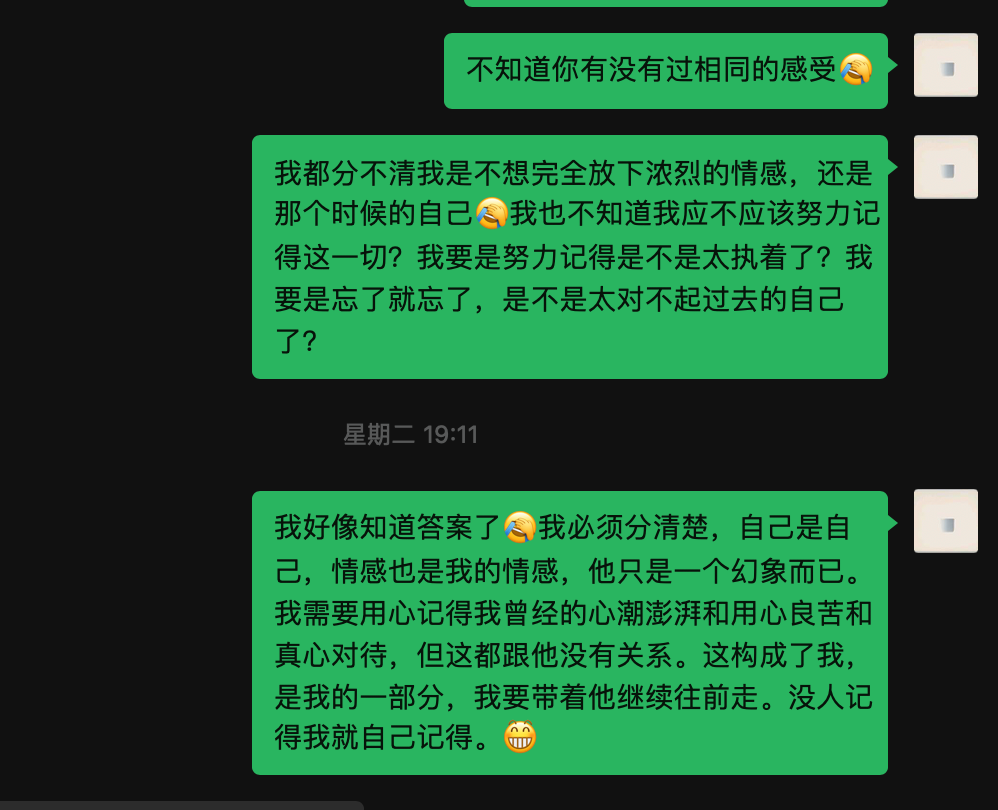 不知道你有没有过相同的感受🤣
我都分不清我是不想完全放下浓烈的情感，还是
那个时候的自己🤣我也不知道我应不应该努力记
得这一切？我要是努力记得是不是太执着了？我
要是忘了就忘了，是不是太对不起过去的自己
了？
星期二 19:11
我好像知道答案了🤣我必须分清楚，自己是自
己，情感也是我的情感，他只是一个幻象而已。
我需要用心记得我曾经的心潮澎湃和用心良苦和
真心对待，但这都跟他没有关系。这构成了我，
是我的一部分，我要带着他继续往前走。没人记
得我就自己记得。😁